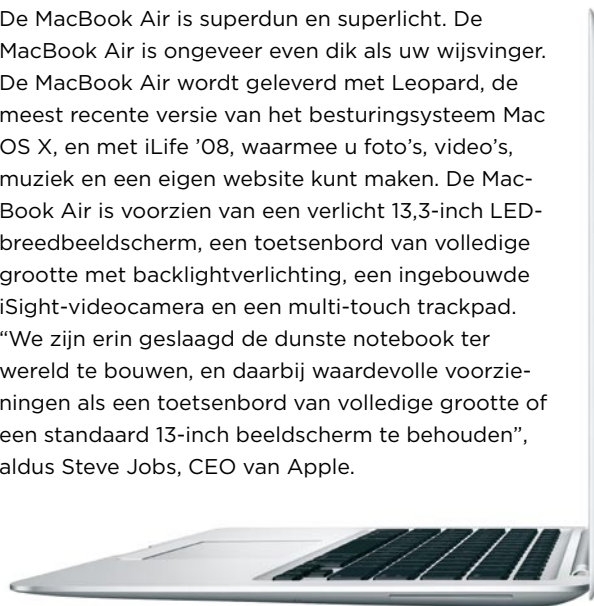 De MacBook Air is superdun en superlicht. De
MacBook Air is ongeveer even dik als uw wijsvinger.
De MacBook Air wordt geleverd met Leopard, de
meest recente versie van het besturingsysteem Mac
OS X, en met iLife ’08, waarmee u foto’s, video’s,
muziek en een eigen website kunt maken. De Mac-
Book Air is voorzien van een verlicht 13,3-inch LED-
breedbeeldscherm, een toetsenbord van volledige
grootte met backlightverlichting, een ingebouwde
iSight-videocamera en een multi-touch trackpad.
“We zijn erin geslaagd de dunste notebook ter
wereld te bouwen, en daarbij waardevolle voorzie-
ningen als een toetsenbord van volledige grootte of
een standaard 13-inch beeldscherm te behouden”,
aldus Steve Jobs, CEO van Apple.